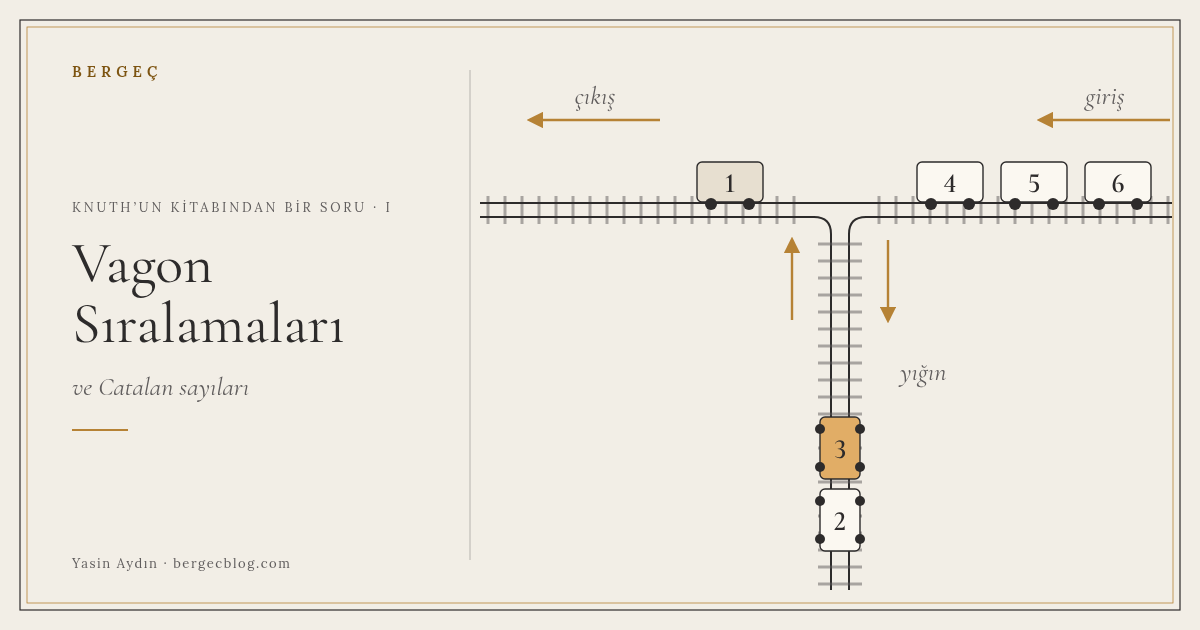 BERGEÇ
KNUTH'UN KİTABINDAN BİR SORU · I
Vagon
Sıralamaları
ve Catalan sayıları
Yasin Aydın · bergecblog.com
çıkış
giriş
1
4
5
6
yığın
3
2